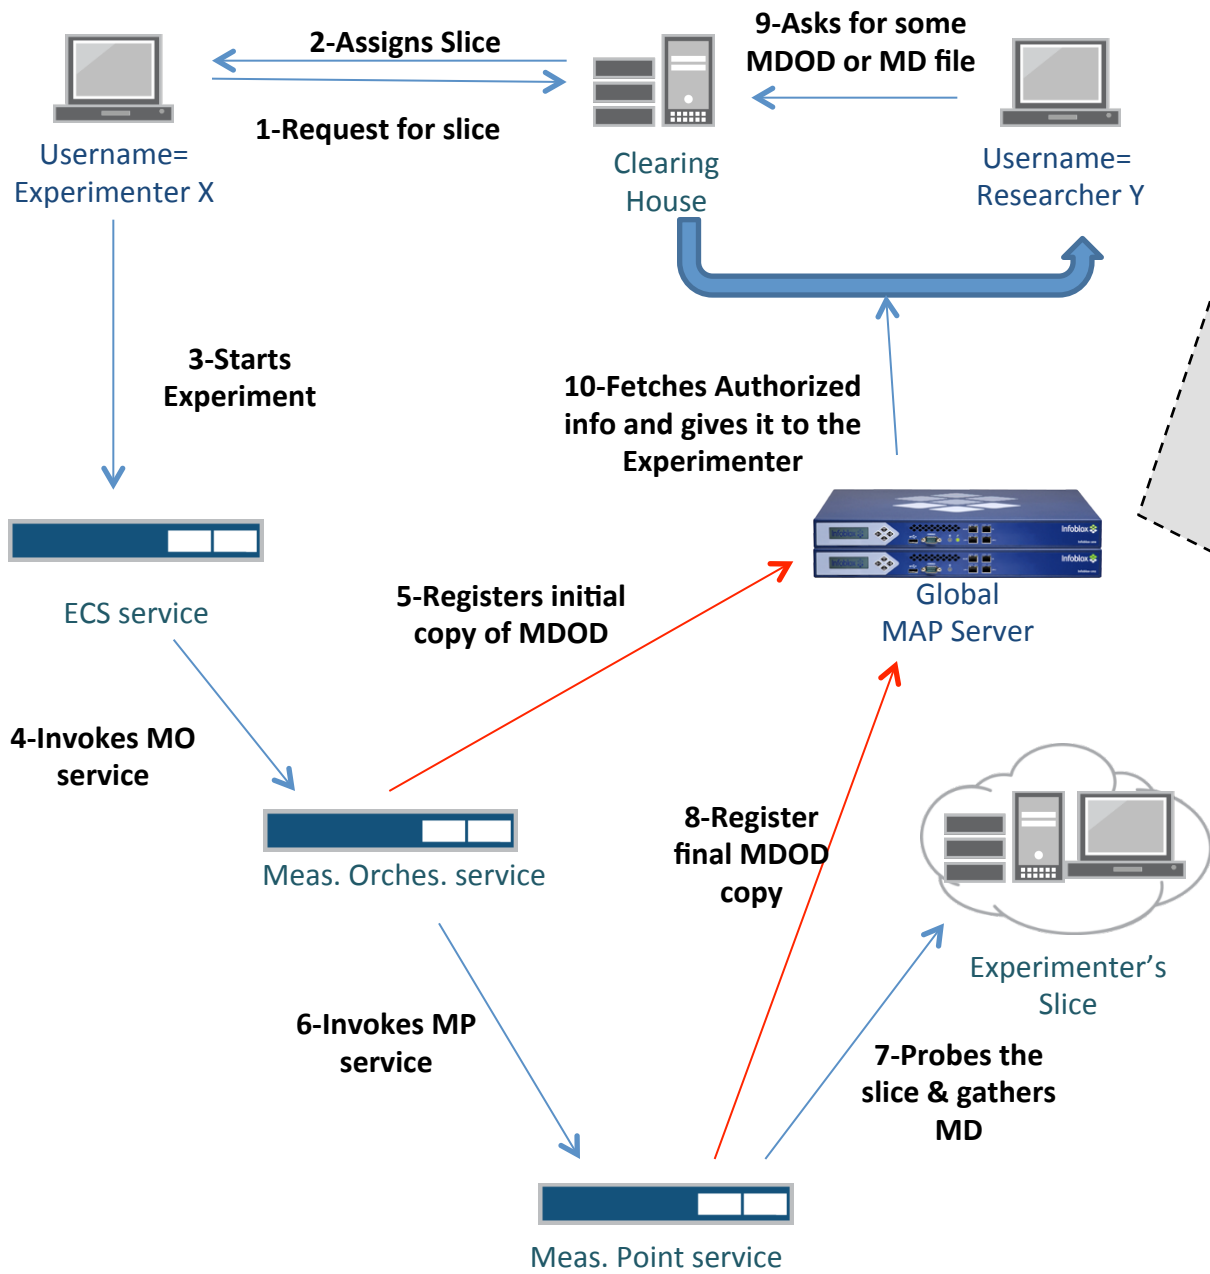 2-Assigns Slice
1-Request for slice
9-Asks for some
MDOD or MD file
Username=
Experimenter X
Clearing
House
Username=
Researcher Y
3-Starts
Experiment
10-Fetches Authorized
info and gives it to the
Experimenter
Infoblox
Infoblox
ECS service
5-Registers initial
copy of MDOD
Global
MAP Server
4-Invokes MO
service
8-Register
final MDOD
copy
Meas. Orches. service
Experimenter’s
Slice
6-Invokes MP
service
7-Probes the
slice & gathers
MD
Meas. Point service